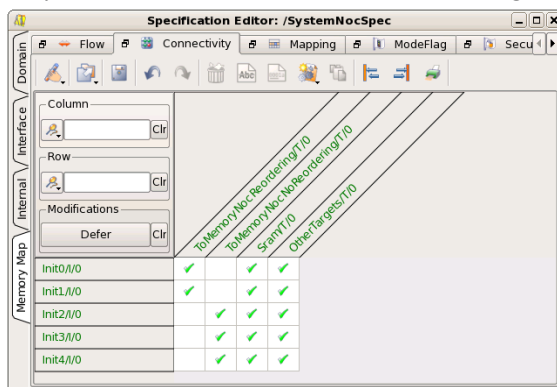 Specification Editor: /SystemNocSpec
Flow Connectivity Mapping ModeFlag Secu
Domain
Interface
Internal
Memory Map
Abc
Column
Clr
Row
Clr
Modifications
Defer Clr
ToMemoryNocReordering/T/0
ToMemoryNocNoReordering/T/0
Sram/T/0
OtherTargets/T/0
Init0/I/0
Init1/I/0
Init2/I/0
Init3/I/0
Init4/I/0